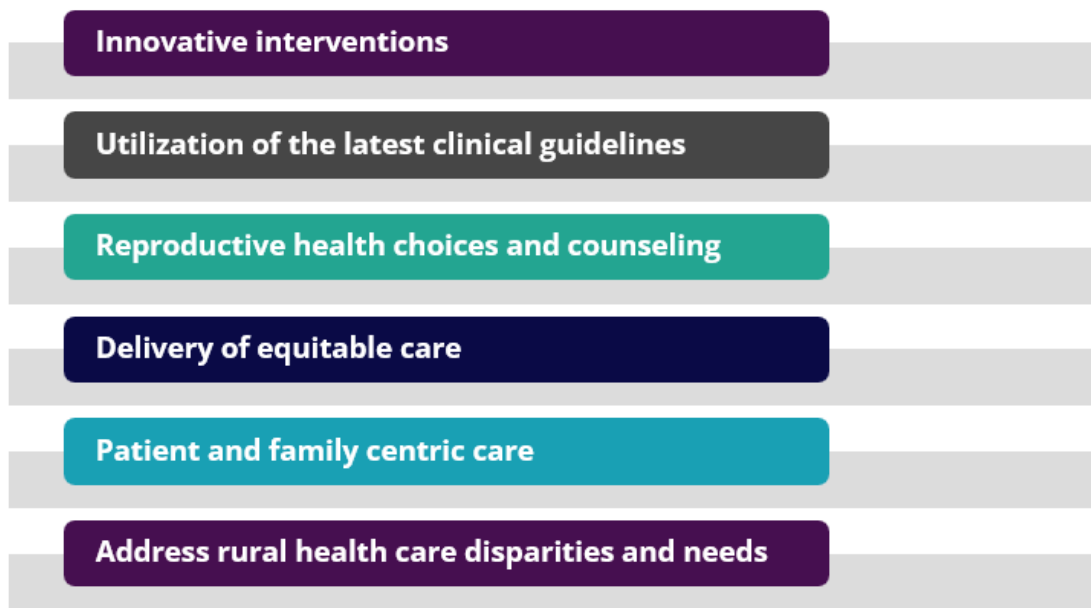 Innovative interventions
Utilization of the latest clinical guidelines
Reproductive health choices and counseling
Delivery of equitable care
Patient and family centric care
Address rural health care disparities and needs